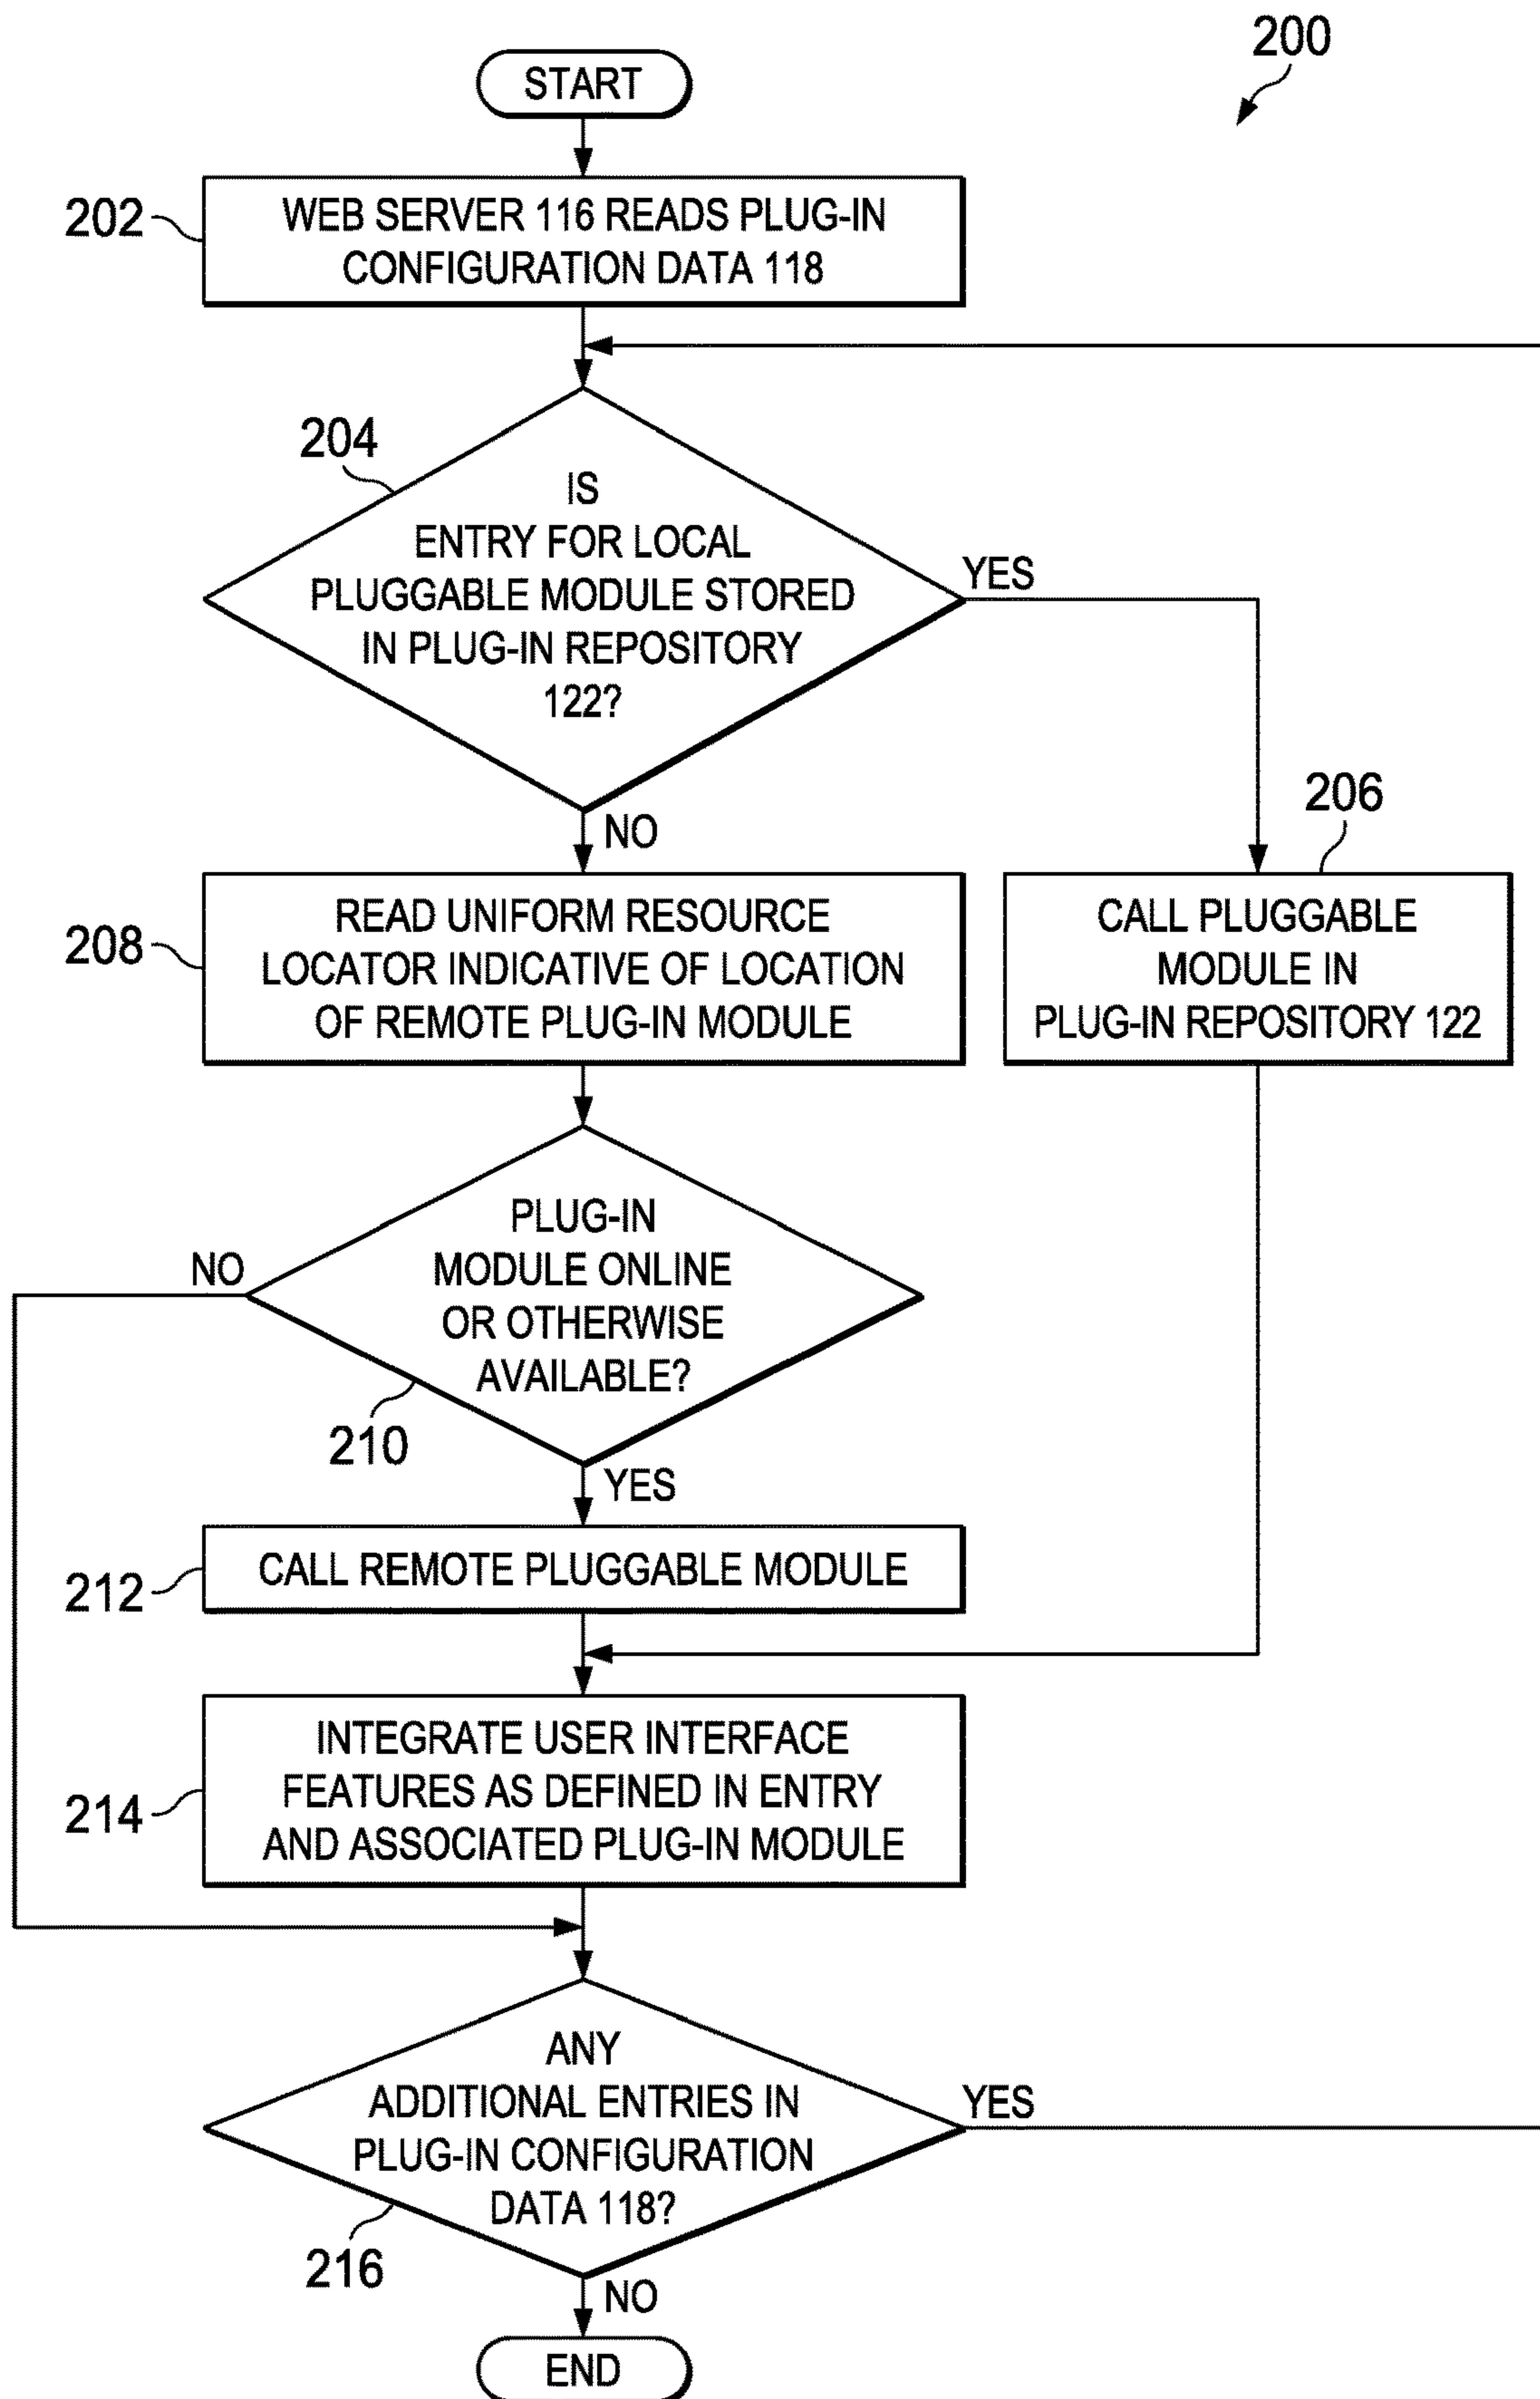 200
START
202
WEB SERVER 116 READS PLUG-IN
CONFIGURATION DATA 118
204
IS
ENTRY FOR LOCAL
PLUGGABLE MODULE STORED
IN PLUG-IN REPOSITORY
122?
YES
NO
206
208
READ UNIFORM RESOURCE
LOCATOR INDICATIVE OF LOCATION
OF REMOTE PLUG-IN MODULE
CALL PLUGGABLE
MODULE IN
PLUG-IN REPOSITORY 122
NO
PLUG-IN
MODULE ONLINE
OR OTHERWISE
AVAILABLE?
210
YES
212
CALL REMOTE PLUGGABLE MODULE
214
INTEGRATE USER INTERFACE
FEATURES AS DEFINED IN ENTRY
AND ASSOCIATED PLUG-IN MODULE
ANY
ADDITIONAL ENTRIES IN
PLUG-IN CONFIGURATION
DATA 118?
YES
216
NO
END